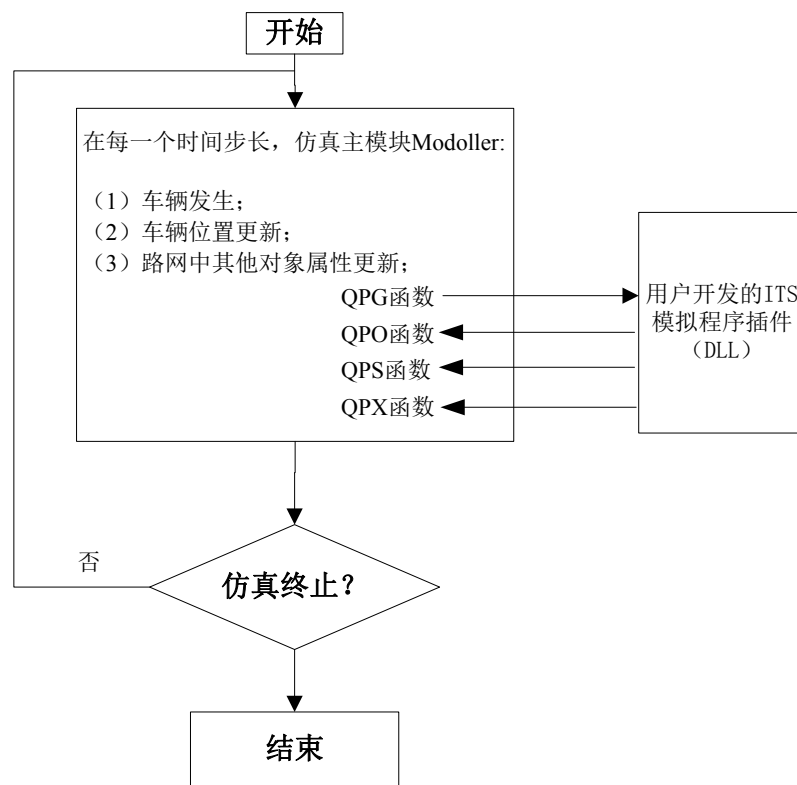 开始
在每一个时间步长，仿真主模块Modoller:
（1）车辆发生；
（2）车辆位置更新；
（3）路网中其他对象属性更新；
QPG函数
QPO函数
QPS函数
QPX函数
用户开发的ITS
模拟程序插件
（DLL）
否
仿真终止？
结束